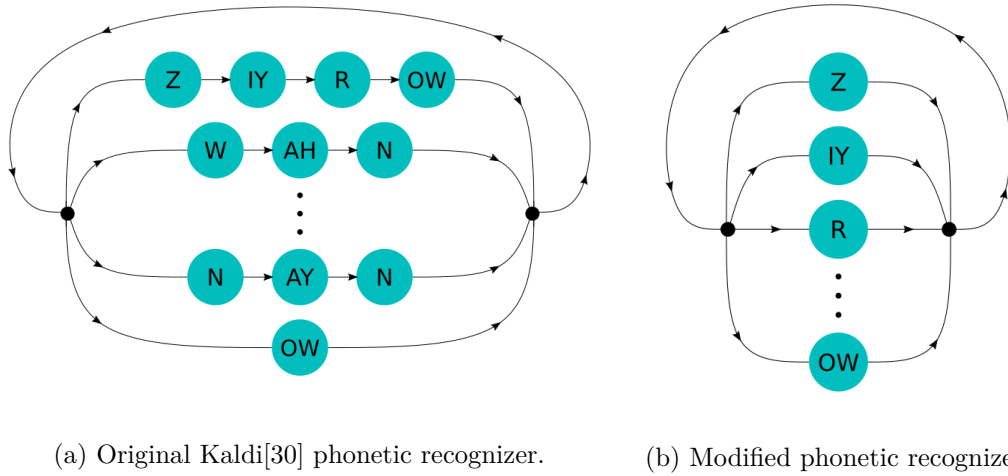 Z IY R OW
W AH N
N AY N
OW
Z
IY
R
OW
(a) Original Kaldi[30] phonetic recognizer.
(b) Modified phonetic recognize